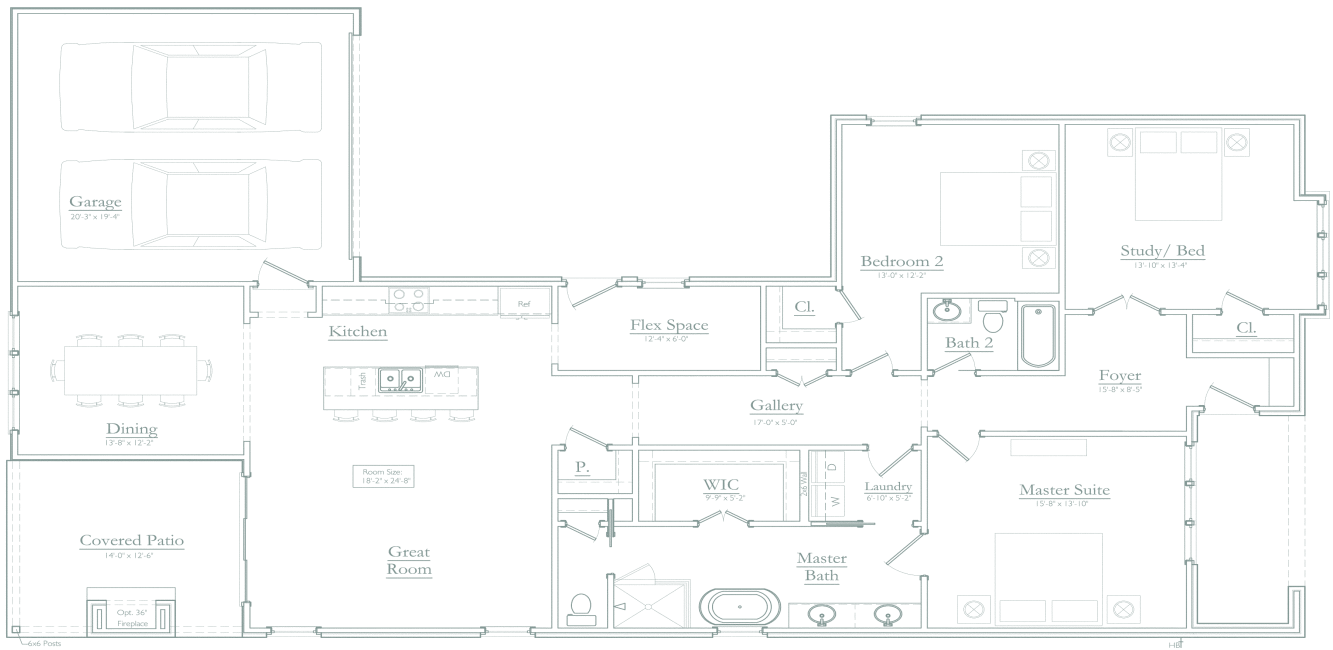 Garage
20'-3" x 19'-4"
Bedroom 2
13'-0" x 12'-2"
Study/ Bed
13'-10" x 13'-4"
Ref
Kitchen
Flex Space
12'-4" x 6'-0"
Cl.
Bath 2
Cl.
Trash
DW
Foyer
15'-8" x 8'-5"
Gallery
17'-0" x 5'-0"
Dining
13'-8" x 12'-2"
Room Size:
18'-2" x 24'-8"
P.
WIC
9'-9" x 5'-2"
2x6 Wall
D
W
Laundry
6'-10" x 5'-2"
Master Suite
15'-8" x 13'-10"
Covered Patio
14'-0" x 12'-6"
Great
Room
Master
Bath
Opt. 36"
Fireplace
6x6 Posts
HB